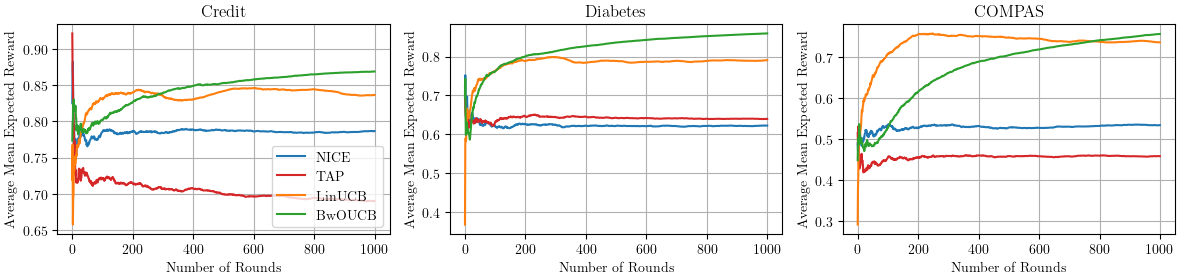 Credit
Average Mean Expected Reward
0.90
0.85
0.80
0.75
0.70
0.65
0
200
400
600
800
1000
Number of Rounds
NICE
TAP
LinUCB
BwOUCB
Diabetes
Average Mean Expected Reward
0.8
0.7
0.6
0.5
0.4
0
200
400
600
800
1000
Number of Rounds
COMPAS
Average Mean Expected Reward
0.7
0.6
0.5
0.4
0.3
0
200
400
600
800
1000
Number of Rounds